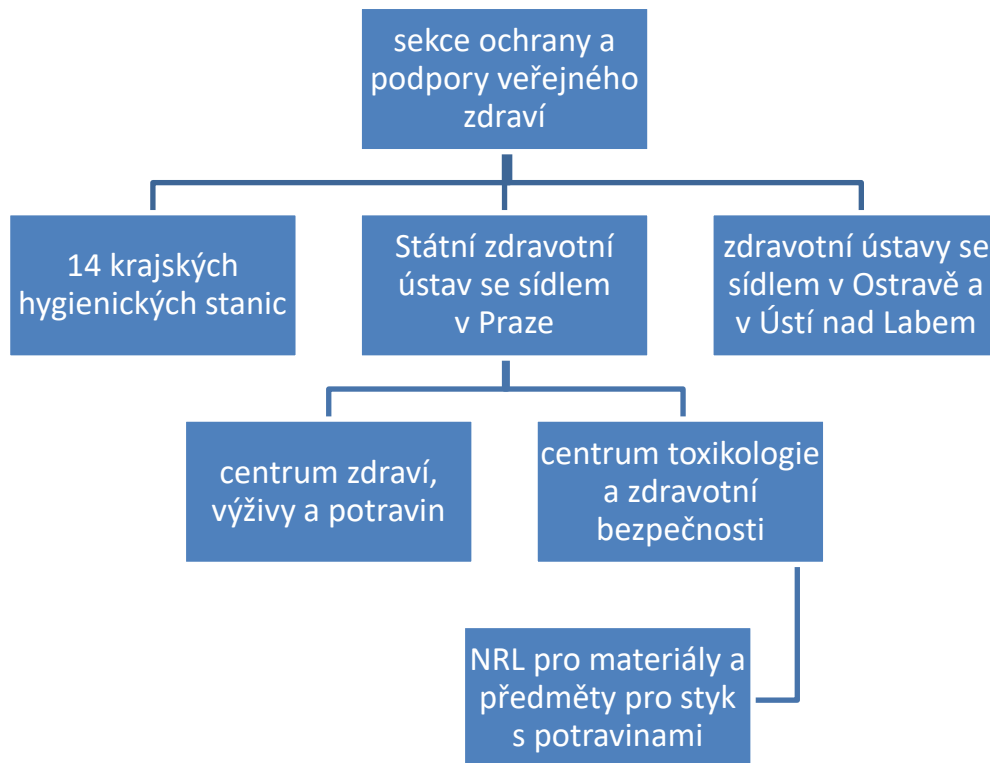 sekce ochrany a
podpory veřejného
zdraví
14 krajských
hygienických stanic
Státní zdravotní
ústav se sídlem
v Praze
zdravotní ústavy se
sídlem v Ostravě a
v Ústí nad Labem
centrum zdraví,
výživy a potravin
centrum toxikologie
a zdravotní
bezpečnosti
NRL pro materiály a
předměty pro styk
s potravinami